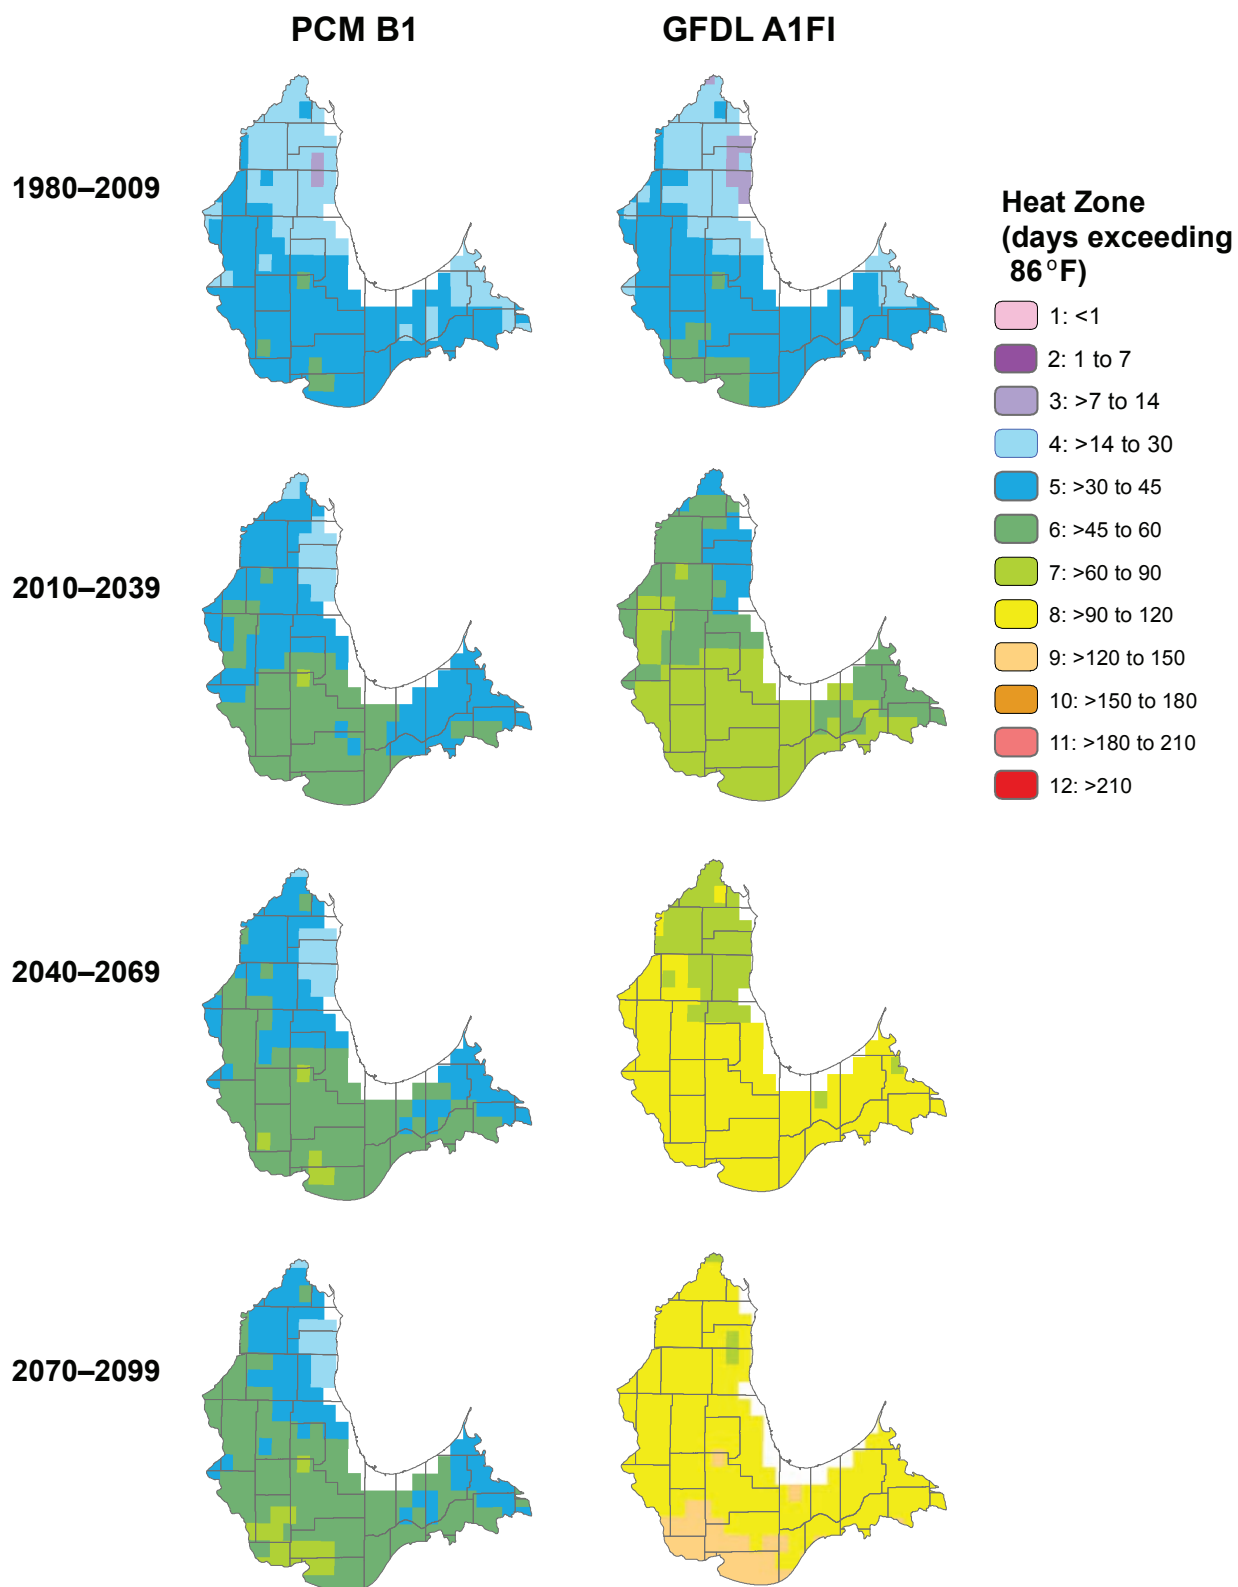 PCM B1
GFDL A1FI
1980–2009
2010–2039
2040–2069
2070–2099
Heat Zone
(days exceeding
86°F)
1: <1
2: 1 to 7
3: >7 to 14
4: >14 to 30
5: >30 to 45
6: >45 to 60
7: >60 to 90
8: >90 to 120
9: >120 to 150
10: >150 to 180
11: >180 to 210
12: >210